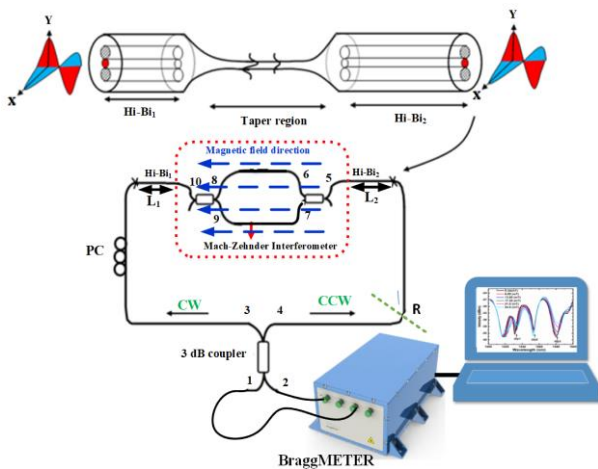 Y
Y
X
X
Hi-Bi1
Taper region
Hi-Bi2
Magnetic field direction
Hi-Bi1
Hi-Bi2
10
8
6
5
L1
L2
9
7
Mach-Zehnder Interferometer
PC
CW
CCW
R
3
4
3 dB coupler
1
2
BraggMETER